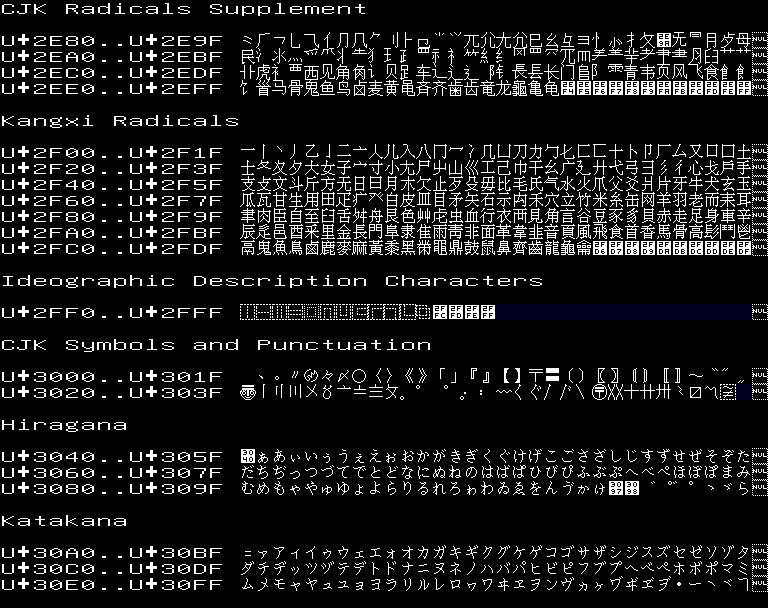 CJK Radicals Supplement
U+2E80..U+2E9F ⺀⺁⺂⺃⺄⺅⺆⺇⺈⺉⺊⺋⺌⺍⺎⺏⺐⺑⺒⺓⺔⺕⺖⺗⺘⺙ ⺛⺜⺝⺞⺟
U+2EA0..U+2EBF ⺠⺡⺢⺣⺤⺥⺦⺧⺨⺩⺪⺫⺬⺭⺮⺯⺰⺱⺲⺳⺴⺵⺶⺷⺸⺹⺺⺻⺼⺽⺾⺿
U+2EC0..U+2EDF ⻀⻁⻂⻃⻄⻅⻆⻇⻈⻉⻊⻋⻌⻍⻎⻏⻐⻑⻒⻓⻔⻕⻖⻗⻘⻙⻚⻛⻜⻝⻞⻟
U+2EE0..U+2EFF ⻠⻡⻢⻣⻤⻥⻦⻧⻨⻩⻪⻫⻬⻭⻮⻯⻰⻱⻲⻳
Kangxi Radicals
U+2F00..U+2F1F ⼀⼁⼂⼃⼄⼅⼆⼇⼈⼉⼊⼋⼌⼍⼎⼏⼐⼑⼒⼓⼔⼕⼖⼗⼘⼙⼚⼛⼜⼝⼞⼟
U+2F20..U+2F3F ⼠⼡⼢⼣⼤⼥⼦⼧⼨⼩⼪⼫⼬⼭⼮⼯⼰⼱⼲⼳⼴⼵⼶⼷⼸⼹⼺⼻⼼⼽⼾⼿
U+2F40..U+2F5F ⽀⽁⽂⽃⽄⽅⽆⽇⽈⽉⽊⽋⽌⽍⽎⽏⽐⽑⽒⽓⽔⽕⽖⽗⽘⽙⽚⽛⽜⽝⽞⽟
U+2F60..U+2F7F ⽠⽡⽢⽣⽤⽥⽦⽧⽨⽩⽪⽫⽬⽭⽮⽯⽰⽱⽲⽳⽴⽵⽶⽷⽸⽹⽺⽻⽼⽽⽾⽿
U+2F80..U+2F9F ⾀⾁⾂⾃⾄⾅⾆⾇⾈⾉⾊⾋⾌⾍⾎⾏⾐⾑⾒⾓⾔⾕⾖⾗⾘⾙⾚⾛⾜⾝⾞⾟
U+2FA0..U+2FBF ⾠⾡⾢⾣⾤⾥⾦⾧⾨⾩⾪⾫⾬⾭⾮⾯⾰⾱⾲⾳⾴⾵⾶⾷⾸⾹⾺⾻⾼⾽⾾⾿
U+2FC0..U+2FDF ⿀⿁⿂⿃⿄⿅⿆⿇⿈⿉⿊⿋⿌⿍⿎⿏⿐⿑⿒⿓⿔⿕
Ideographic Description Characters
U+2FF0..U+2FFF ⿰⿱⿲⿳⿴⿵⿶⿷⿸⿹⿺⿻
CJK Symbols and Punctuation
U+3000..U+301F 　、。〃〄々〆〇〈〉《》「」『』【】〒〓〔〕〖〗〘〙〚〛〜〝〞〟
U+3020..U+303F 〠〡〢〣〤〥〦〧〨〩〪〭〮〯〫〬〰〱〲〳〴〵〶〷〸〹〺〻〼〽〾
Hiragana
U+3040..U+305F ぁあぃいぅうぇえぉおかがきぎくぐけげこごさざしじすずせぜそぞた
U+3060..U+307F だちぢっつづてでとどなにぬねのはばぱひびぴふぶぷへべぺほぼぽまみ
U+3080..U+309F むめもゃやゅゆょよらりるれろゎわゐゑをんゔゕゖ ゛゜ゝゞゟ
Katakana
U+30A0..U+30BF ゠ァアィイゥウェエォオカガキギクグケゲコゴサザシジスズセゼソゾタ
U+30C0..U+30DF ダチヂッツヅテデトドナニヌネノハバパヒビピフブプヘベペホボポマミ
U+30E0..U+30FF ムメモャヤュユョヨラリルレロヮワヰヱヲンヴヵヶヷヸヹヺ・ーヽヾヿ